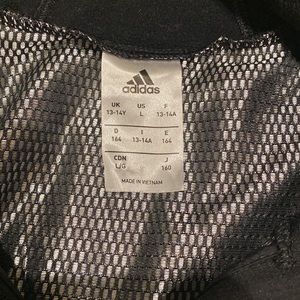 adidas
UK US F
13-14Y L 13-14A
D I E
164 13-14A 164
CDN J
L/G 160
MADE IN VIETNAM